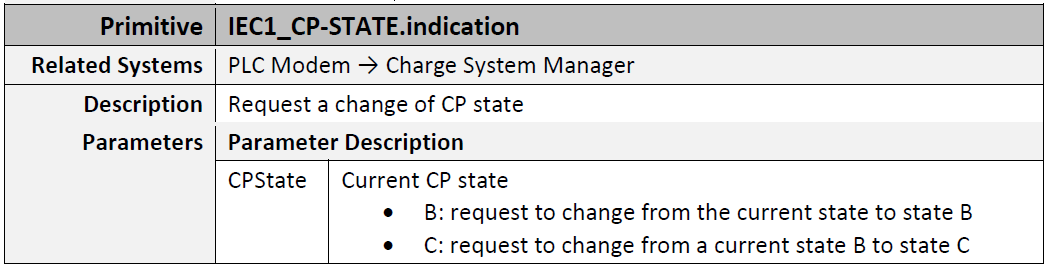 Primitive IEC1_CP-STATE.indication
Related Systems PLC Modem → Charge System Manager
Description Request a change of CP state
Parameters Parameter Description
CPState Current CP state
• B: request to change from the current state to state B
• C: request to change from a current state B to state C